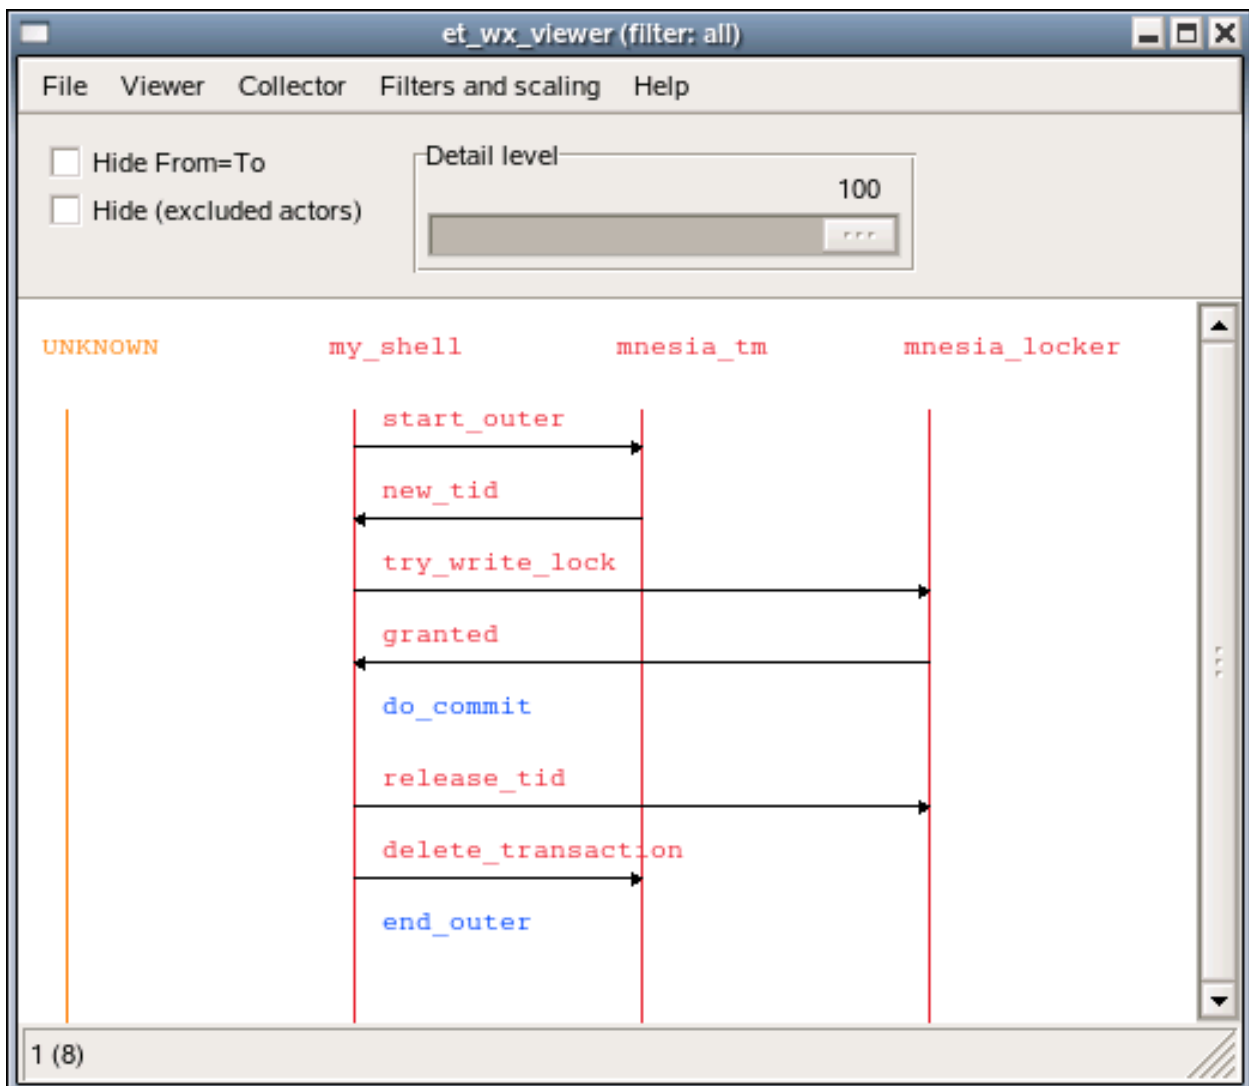 et_wx_viewer (filter: all)
File Viewer Collector Filters and scaling Help
Hide From=To
Hide (excluded actors)
Detail level
100
UNKNOWN my_shell mnesia_tm mnesia_locker
start_outer
new_tid
try_write_lock
granted
do_commit
release_tid
delete_transaction
end_outer
1 (8)